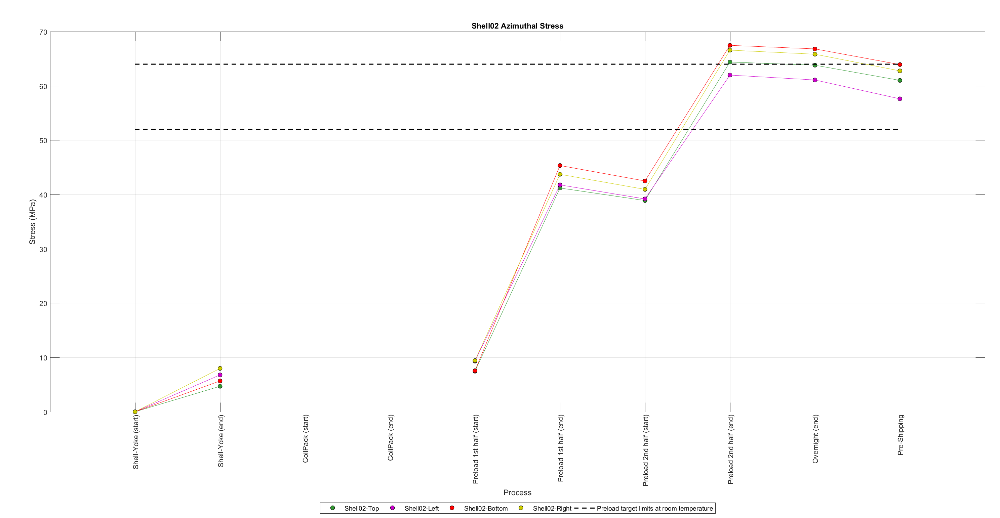 Shell02 Azimuthal Stress
70
60
50
40
30
20
10
0
Stress (MPa)
Shell-Yoke (start)
Shell-Yoke (end)
CoilPack (start)
CoilPack (end)
Preload 1st half (start)
Preload 1st half (end)
Preload 2nd half (start)
Preload 2nd half (end)
Overnight (end)
Pre-Shipping
Process
Shell02-Top Shell02-Left Shell02-Bottom Shell02-Right Preload target limits at room temperature